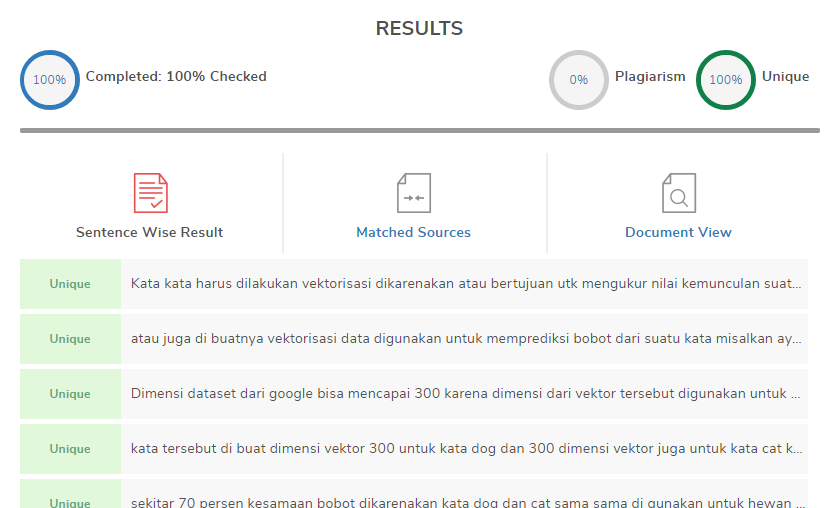 RESULTS
100% Completed: 100% Checked 0% Plagiarism 100% Unique
Sentence Wise Result Matched Sources Document View
Unique Kata kata harus dilakukan vektorisasi dikarenakan atau bertujuan utk mengukur nilai kemunculan suat...
Unique atau juga di buatnya vektorisasi data digunakan untuk memprediksi bobot dari suatu kata misalkan ay...
Unique Dimensi dataset dari google bisa mencapai 300 karena dimensi dari vektor tersebut digunakan untuk ...
Unique kata tersebut di buat dimensi vektor 300 untuk kata dog dan 300 dimensi vektor juga untuk kata cat k...
Unique sekitar 70 persen kesamaan bobot dikarenakan kata dog dan cat sama sama di gunakan untuk hewan ...